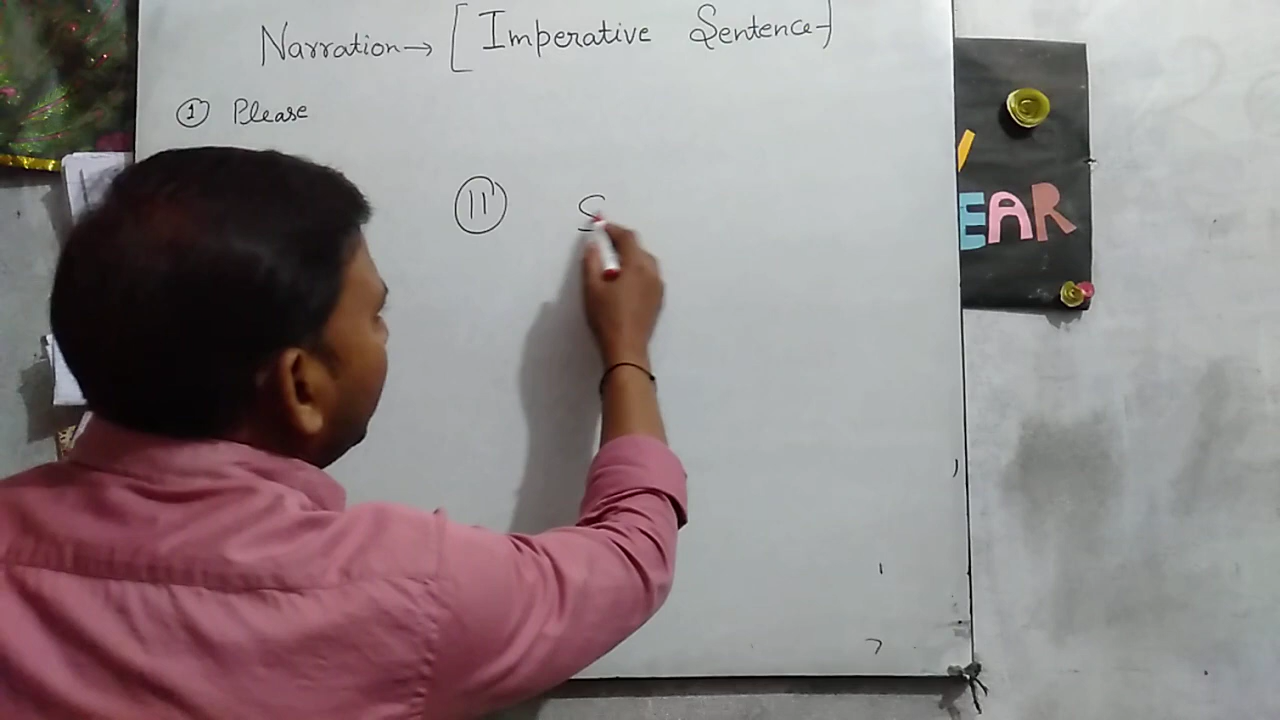 Narration → [Imperative Sentence]
① Please
⑪ S
EAR